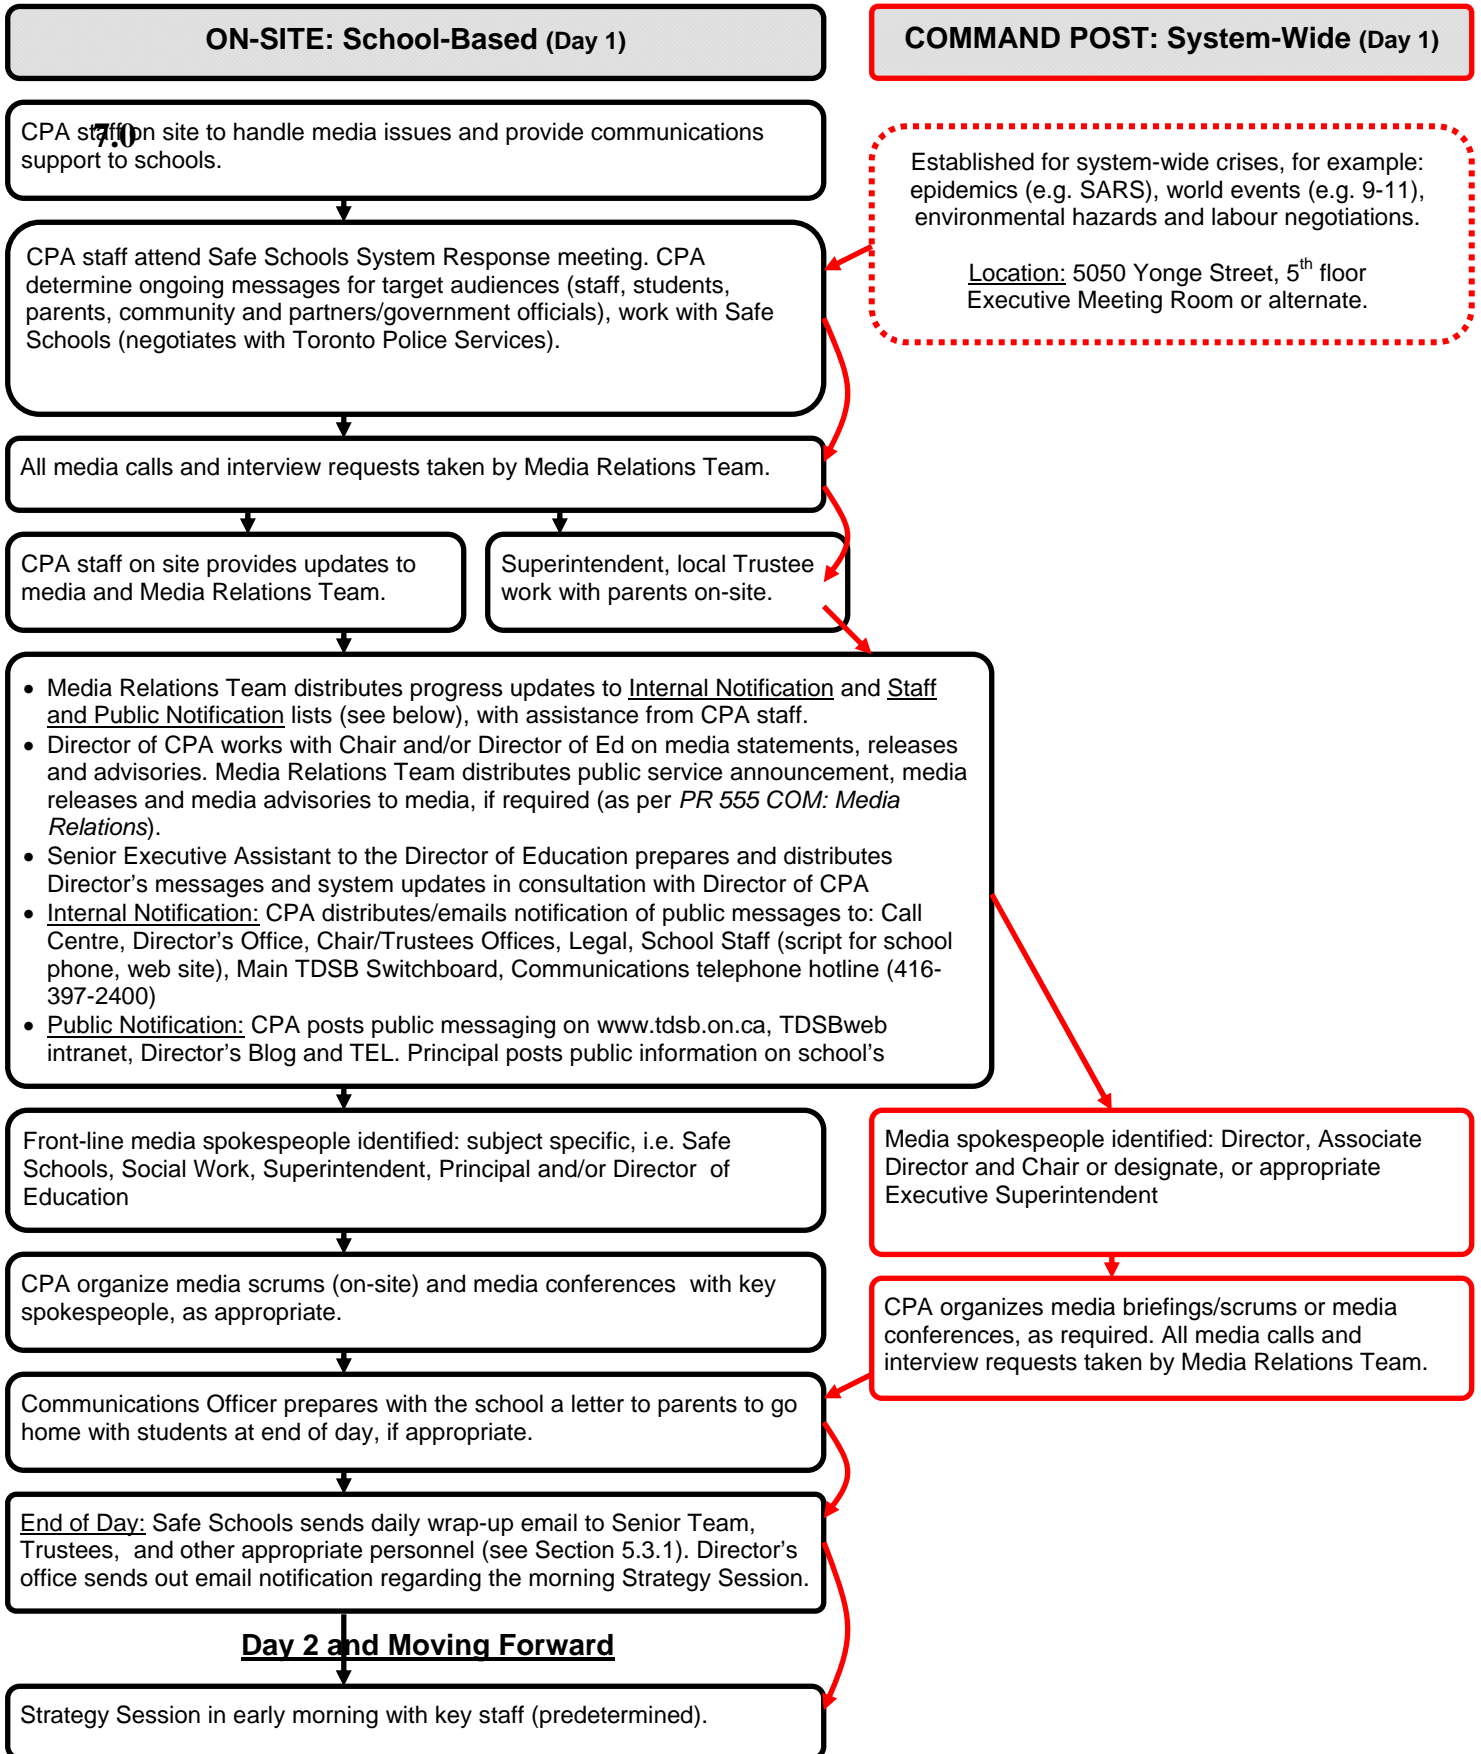 ON-SITE: School-Based (Day 1)
COMMAND POST: System-Wide (Day 1)
7.0
CPA staff on site to handle media issues and provide communications
support to schools.
Established for system-wide crises, for example:
epidemics (e.g. SARS), world events (e.g. 9-11),
environmental hazards and labour negotiations.
Location: 5050 Yonge Street, 5th floor
Executive Meeting Room or alternate.
CPA staff attend Safe Schools System Response meeting. CPA
determine ongoing messages for target audiences (staff, students,
parents, community and partners/government officials), work with Safe
Schools (negotiates with Toronto Police Services).
All media calls and interview requests taken by Media Relations Team.
CPA staff on site provides updates to
media and Media Relations Team.
Superintendent, local Trustee
work with parents on-site.
• Media Relations Team distributes progress updates to Internal Notification and Staff
and Public Notification lists (see below), with assistance from CPA staff.
• Director of CPA works with Chair and/or Director of Ed on media statements, releases
and advisories. Media Relations Team distributes public service announcement, media
releases and media advisories to media, if required (as per PR 555 COM: Media
Relations).
• Senior Executive Assistant to the Director of Education prepares and distributes
Director's messages and system updates in consultation with Director of CPA
• Internal Notification: CPA distributes/emails notification of public messages to: Call
Centre, Director's Office, Chair/Trustees Offices, Legal, School Staff (script for school
phone, web site), Main TDSB Switchboard, Communications telephone hotline (416-
397-2400)
• Public Notification: CPA posts public messaging on www.tdsb.on.ca, TDSBweb
intranet, Director's Blog and TEL. Principal posts public information on school's
Front-line media spokespeople identified: subject specific, i.e. Safe
Schools, Social Work, Superintendent, Principal and/or Director of
Education
Media spokespeople identified: Director, Associate
Director and Chair or designate, or appropriate
Executive Superintendent
CPA organize media scrums (on-site) and media conferences with key
spokespeople, as appropriate.
CPA organizes media briefings/scrums or media
conferences, as required. All media calls and
interview requests taken by Media Relations Team.
Communications Officer prepares with the school a letter to parents to go
home with students at end of day, if appropriate.
End of Day: Safe Schools sends daily wrap-up email to Senior Team,
Trustees, and other appropriate personnel (see Section 5.3.1). Director's
office sends out email notification regarding the morning Strategy Session.
Day 2 and Moving Forward
Strategy Session in early morning with key staff (predetermined).